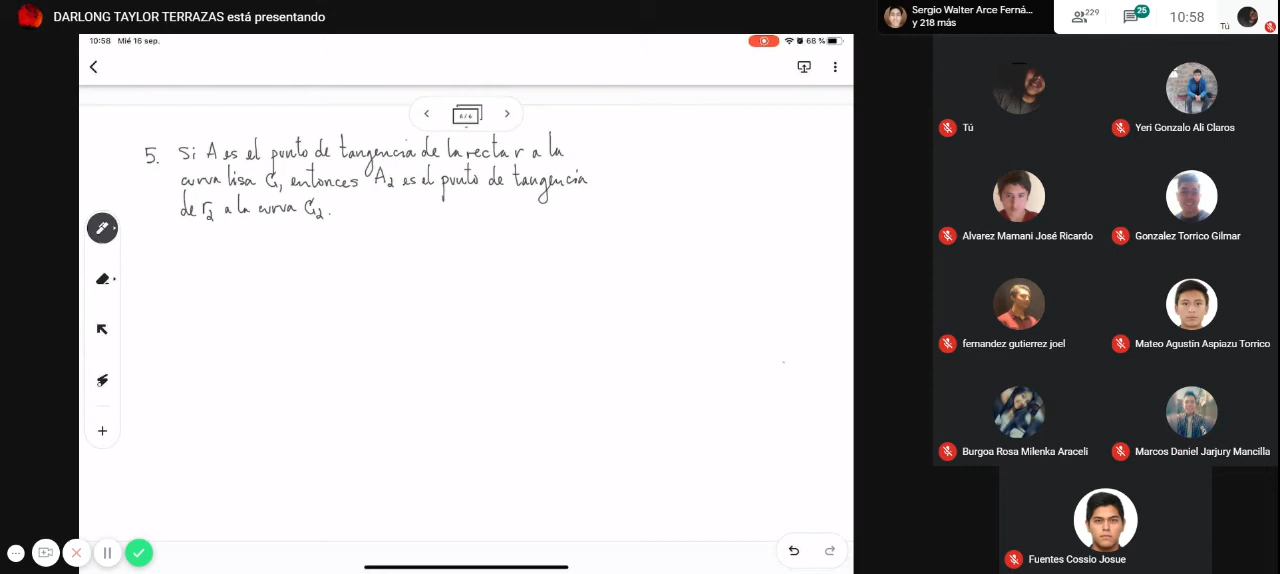 DARLONG TAYLOR TERRAZAS está presentando
Sergio Walter Arce Ferná...
y 218 más
229
25
10:58
Tú
10:58 Mié 16 sep.
68 %
6/6
5. Si A es el punto de tangencia de la recta r a la
curva lisa G, entonces A₂ es el punto de tangencia
de r₂ a la curva G₂.
Tú
Yeri Gonzalo Ali Claros
Alvarez Mamani José Ricardo
Gonzalez Torrico Gilmar
fernandez gutierrez joel
Mateo Agustín Aspiazu Torrico
Burgoa Rosa Milenka Araceli
Marcos Daniel Jarjury Mancilla
Fuentes Cossio Josue